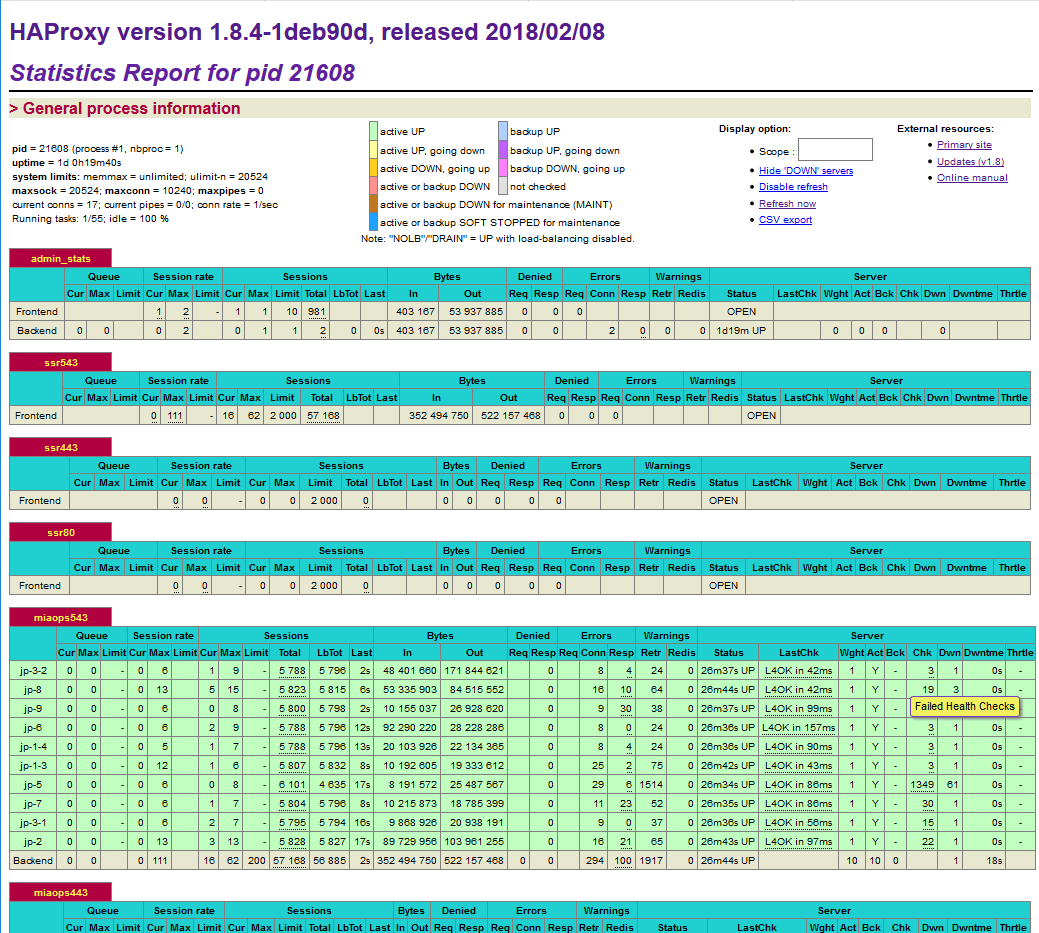 HAProxy version 1.8.4-1deb90d, released 2018/02/08
Statistics Report for pid 21608
> General process information
pid = 21608 (process #1, nbproc = 1)
uptime = 1d 0h19m40s
system limits: memmax = unlimited; ulimit-n = 20524
maxsock = 20524; maxconn = 10240; maxpipes = 0
current conns = 17; current pipes = 0/0; conn rate = 1/sec
Running tasks: 1/55; idle = 100 %
active UP
backup UP
active UP, going down
backup UP, going down
active DOWN, going up
backup DOWN, going up
active or backup DOWN
not checked
active or backup DOWN for maintenance (MAINT)
active or backup SOFT STOPPED for maintenance
Note: "NOLB"/"DRAIN" = UP with load-balancing disabled.
Display option:
• Scope :
• Hide 'DOWN' servers
• Disable refresh
• Refresh now
• CSV export
External resources:
• Primary site
• Updates (v1.8)
• Online manual
admin_stats
Queue Session rate Sessions Bytes Denied Errors Warnings Server
Cur Max Limit Cur Max Limit Cur Max Limit Total LbTot Last In Out Req Resp Req Conn Resp Retr Redis Status LastChk Wght Act Bck Chk Dwn Dwntme Thrtle
Frontend 1 2 - 1 1 10 981 403 167 53 937 885 0 0 0 OPEN
Backend 0 0 0 2 0 1 1 2 0 0s 403 167 53 937 885 0 0 2 0 0 0 1d19m UP 0 0 0 0
ssr543
Queue Session rate Sessions Bytes Denied Errors Warnings Server
Cur Max Limit Cur Max Limit Cur Max Limit Total LbTot Last In Out Req Resp Req Conn Resp Retr Redis Status LastChk Wght Act Bck Chk Dwn Dwntme Thrtle
Frontend 0 111 - 16 62 2 000 57 168 352 494 750 522 157 468 0 0 0 OPEN
ssr443
Queue Session rate Sessions Bytes Denied Errors Warnings Server
Cur Max Limit Cur Max Limit Cur Max Limit Total LbTot Last In Out Req Resp Req Conn Resp Retr Redis Status LastChk Wght Act Bck Chk Dwn Dwntme Thrtle
Frontend 0 0 - 0 0 2 000 0 0 0 0 0 0 OPEN
ssr80
Queue Session rate Sessions Bytes Denied Errors Warnings Server
Cur Max Limit Cur Max Limit Cur Max Limit Total LbTot Last In Out Req Resp Req Conn Resp Retr Redis Status LastChk Wght Act Bck Chk Dwn Dwntme Thrtle
Frontend 0 0 - 0 0 2 000 0 0 0 0 0 0 OPEN
miaops543
Queue Session rate Sessions Bytes Denied Errors Warnings Server
Cur Max Limit Cur Max Limit Cur Max Limit Total LbTot Last In Out Req Resp Req Conn Resp Retr Redis Status LastChk Wght Act Bck Chk Dwn Dwntme Thrtle
jp-3-2 0 0 - 0 6 1 9 - 5 788 5 796 2s 48 401 660 171 844 621 0 8 4 24 0 26m37s UP L4OK in 42ms 1 Y - 3 1 0s -
jp-8 0 0 - 0 13 5 15 - 5 823 5 815 6s 53 335 903 84 515 552 0 16 10 64 0 26m44s UP L4OK in 42ms 1 Y - 19 3 0s -
jp-9 0 0 - 0 6 0 8 - 5 800 5 798 2s 10 155 037 26 928 620 0 9 30 38 0 26m37s UP L4OK in 99ms 1 Y -
Failed Health Checks
jp-6 0 0 - 0 6 2 9 - 5 788 5 796 12s 92 290 220 28 228 286 0 8 0 24 0 26m36s UP L4OK in 157ms 1 Y - 3 1 0s -
jp-1-4 0 0 - 0 5 1 7 - 5 788 5 796 13s 20 103 926 22 134 365 0 8 4 24 0 26m36s UP L4OK in 90ms 1 Y - 3 1 0s -
jp-1-3 0 0 - 0 12 1 6 - 5 807 5 832 8s 10 192 605 19 333 612 0 25 2 75 0 26m42s UP L4OK in 43ms 1 Y - 3 1 0s -
jp-5 0 0 - 0 6 0 8 - 6 101 4 635 17s 8 191 572 25 487 567 0 29 6 1514 0 26m34s UP L4OK in 86ms 1 Y - 1349 61 0s -
jp-7 0 0 - 0 6 1 7 - 5 804 5 796 8s 10 215 873 18 785 399 0 11 23 52 0 26m35s UP L4OK in 86ms 1 Y - 30 1 0s -
jp-3-1 0 0 - 0 6 2 7 - 5 795 5 794 16s 9 868 926 20 938 191 0 9 0 37 0 26m36s UP L4OK in 56ms 1 Y - 15 1 0s -
jp-2 0 0 - 0 13 3 13 - 5 828 5 827 17s 89 729 956 103 961 255 0 16 21 65 0 26m43s UP L4OK in 97ms 1 Y - 22 1 0s -
Backend 0 0 0 111 16 62 200 57 168 56 885 2s 352 494 750 522 157 468 0 0 294 100 1917 0 26m44s UP 10 10 0 1 18s
miaops443
Queue Session rate Sessions Bytes Denied Errors Warnings Server
Cur Max Limit Cur Max Limit Cur Max Limit Total LbTot Last In Out Req Resp Req Conn Resp Retr Redis Status LastChk Wght Act Bck Chk Dwn Dwntme Thrtle